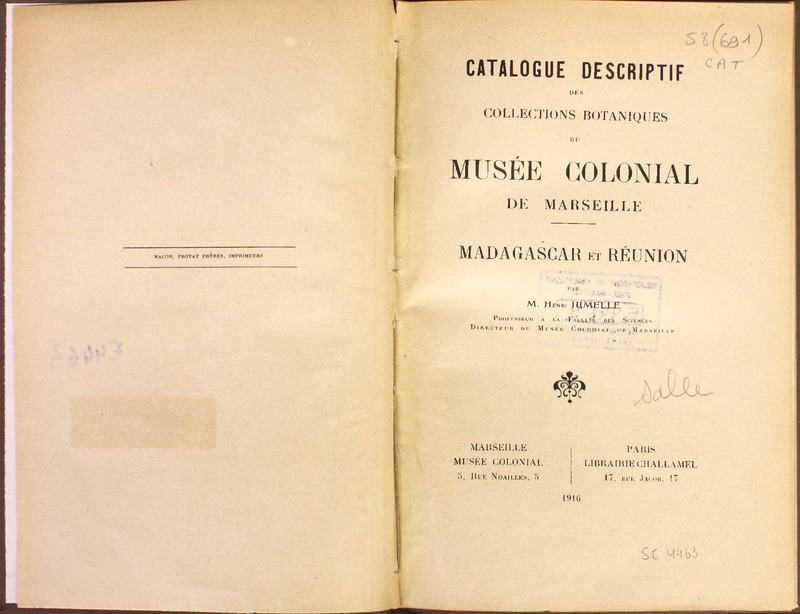 MACON, PROTAT FRÈRES, IMPRIMEURS
E4463
58(691)
CAT
CATALOGUE DESCRIPTIF
DES
COLLECTIONS BOTANIQUES
DU
MUSÉE COLONIAL
DE MARSEILLE
MADAGASCAR ET RÉUNION
PAR
M. HENRI JUMELLE
PROFESSEUR A LA FACULTÉ DES SCIENCES
DIRECTEUR DU MUSÉE COLONIAL DE MARSEILLE
Salle
MARSEILLE
MUSÉE COLONIAL
5, RUE NOAILLES, 5
PARIS
LIBRAIRIE CHALLAMEL
17, RUE JACOB, 17
1916
SE 4463